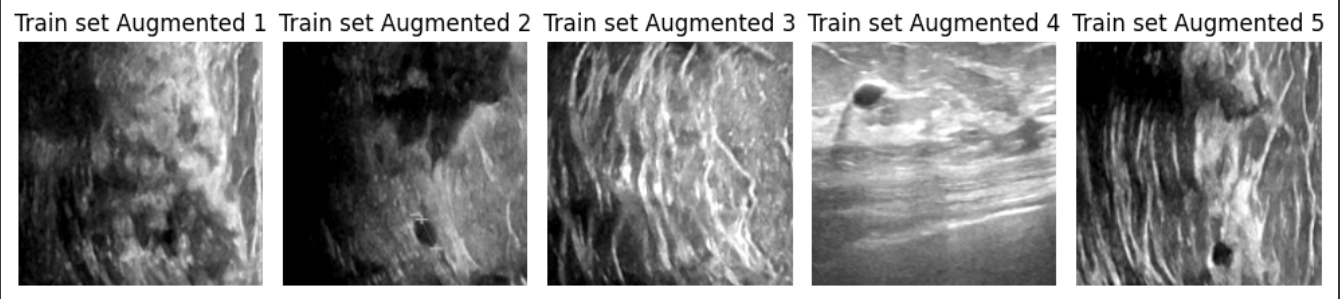 Train set Augmented 1
Train set Augmented 2
Train set Augmented 3
Train set Augmented 4
Train set Augmented 5